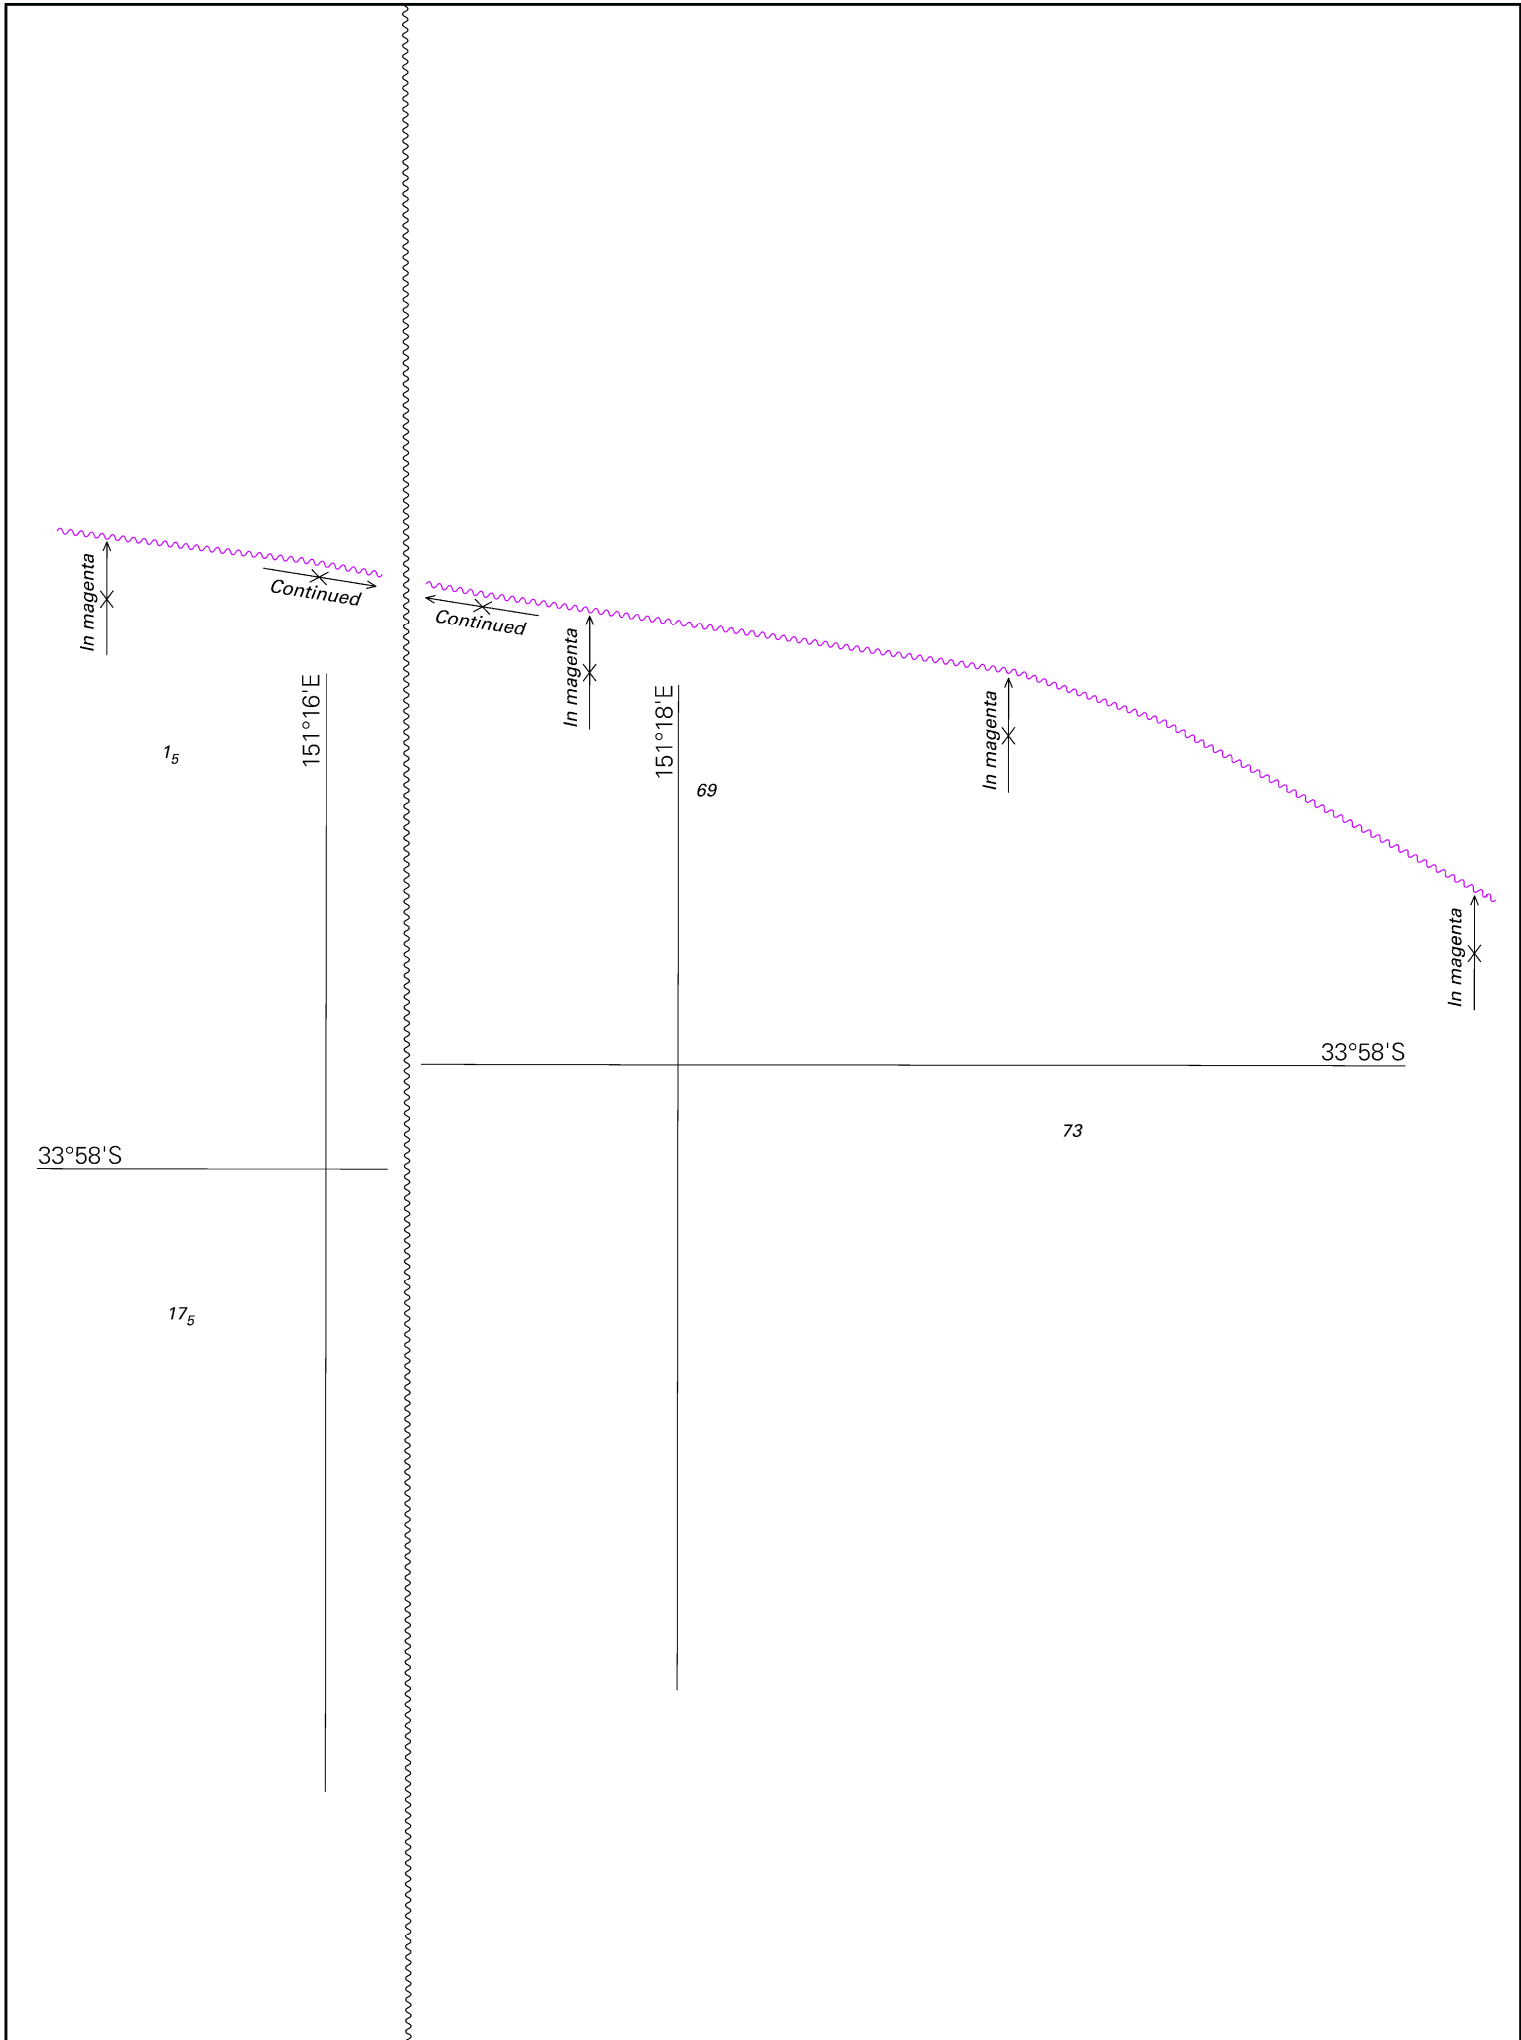 In magenta
Continued
151°16'E
1₅
33°58'S
17₅
Continued
In magenta
151°18'E
69
In magenta
In magenta
33°58'S
73